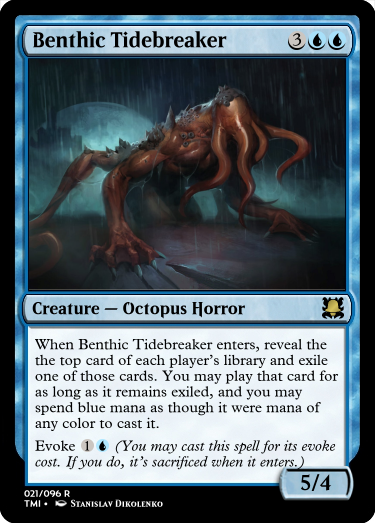 Benthic Tidebreaker 3
Creature — Octopus Horror
When Benthic Tidebreaker enters, reveal the
the top card of each player's library and exile
one of those cards. You may play that card for
as long as it remains exiled, and you may
spend blue mana as though it were mana of
any color to cast it.
Evoke 1 (You may cast this spell for its evoke
cost. If you do, it's sacrificed when it enters.)
5/4
021/096 R
TMI • Stanislav Dikolenko